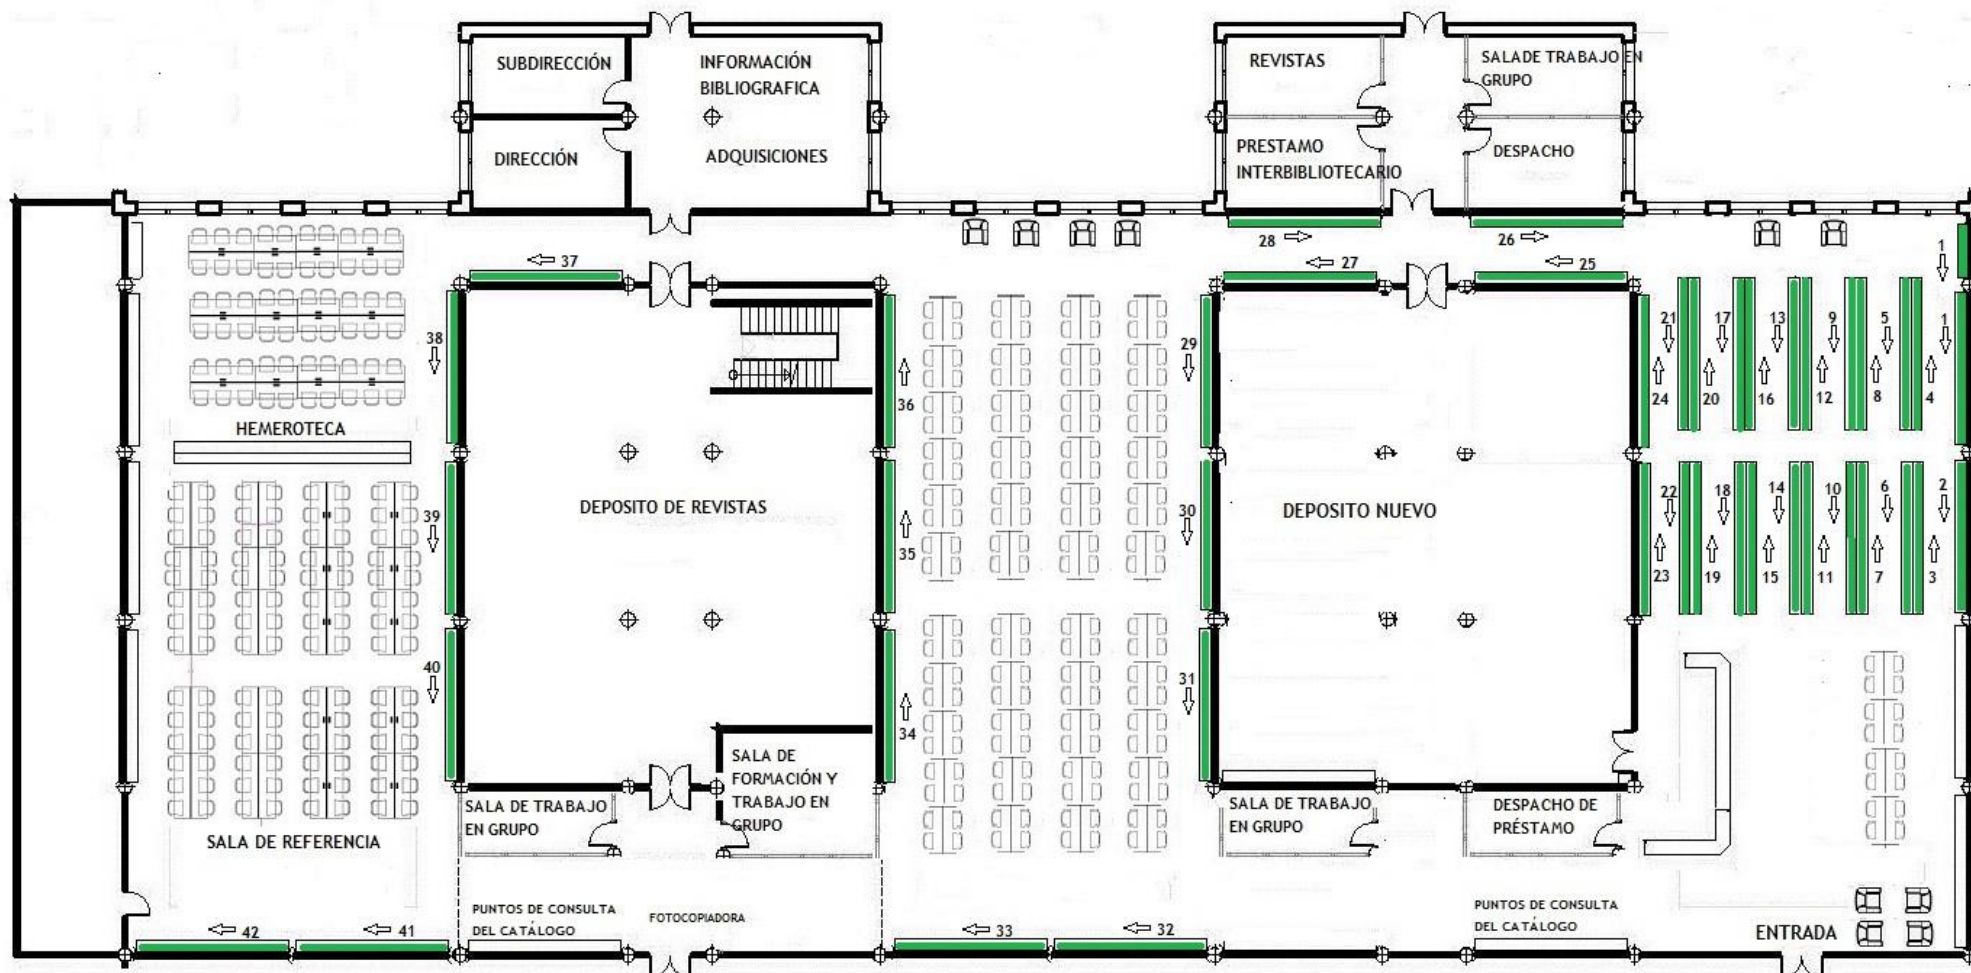 SUBDIRECCIÓN
INFORMACIÓN
BIBLIOGRAFICA
DIRECCIÓN
ADQUISICIONES
REVISTAS
SALADE TRABAJO EN
GRUPO
PRESTAMO
INTERBIBLIOTECARIO
DESPACHO
28
26
37
27
25
1
38
36
29
21
17
13
9
5
1
24
20
16
12
8
4
HEMEROTECA
DEPOSITO DE REVISTAS
DEPOSITO NUEVO
39
35
30
22
18
14
10
6
2
23
19
15
11
7
3
40
34
31
SALA DE REFERENCIA
SALA DE TRABAJO
EN GRUPO
SALA DE
FORMACIÓN Y
TRABAJO EN
GRUPO
SALA DE TRABAJO
EN GRUPO
DESPACHO DE
PRÉSTAMO
PUNTOS DE CONSULTA
DEL CATÁLOGO
FOTOCOPIADORA
PUNTOS DE CONSULTA
DEL CATÁLOGO
ENTRADA
42
41
33
32